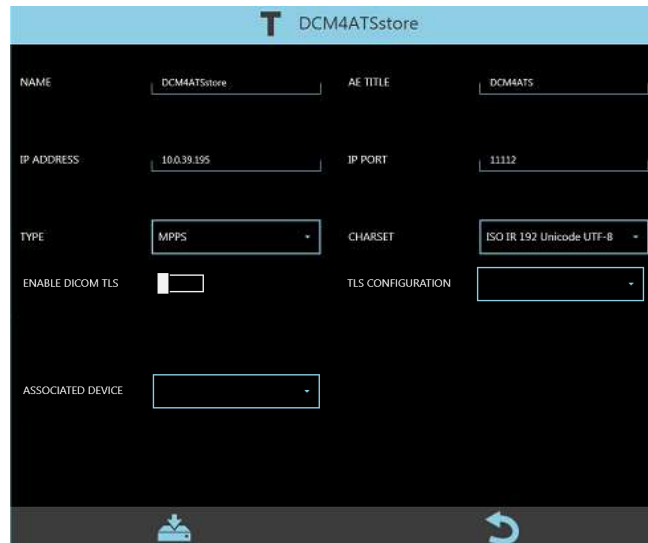 T DCM4ATSstore
NAME DCM4ATSstore AE TITLE DCM4ATS
IP ADDRESS 10.0.39.195 IP PORT 11112
TYPE MPPS CHARSET ISO IR 192 Unicode UTF-8
ENABLE DICOM TLS TLS CONFIGURATION
ASSOCIATED DEVICE